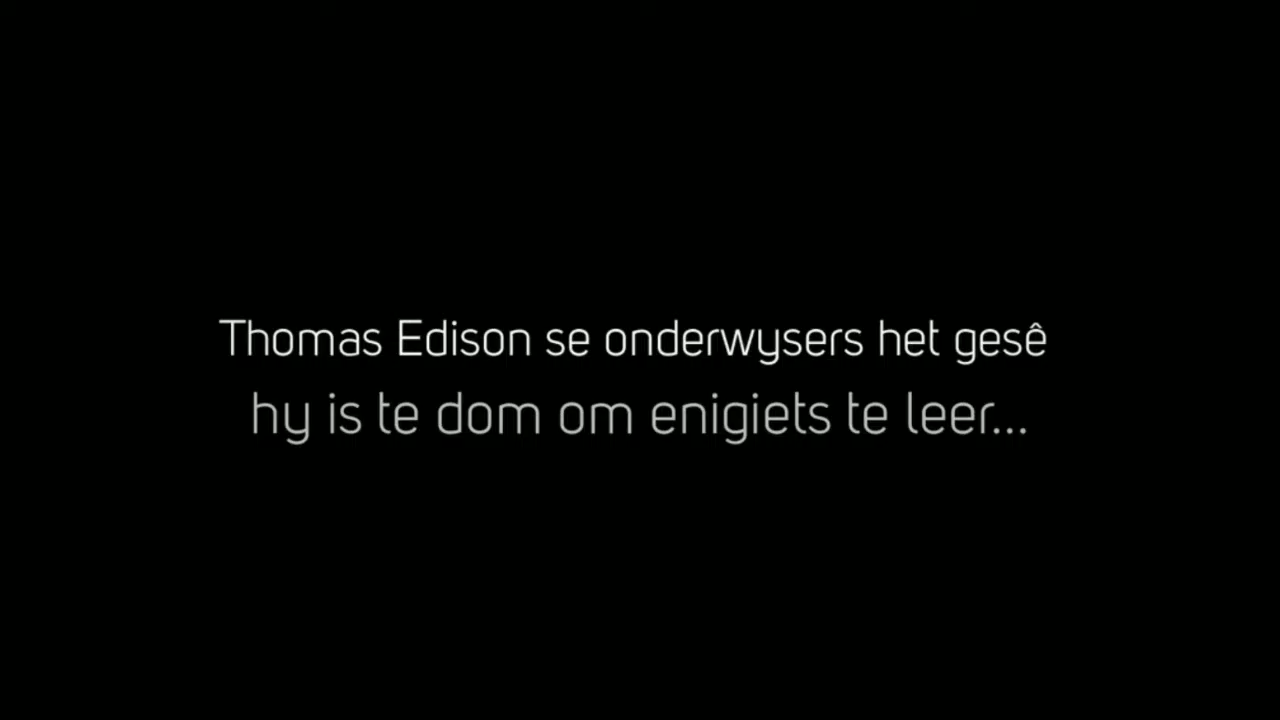 Thomas Edison se onderwysers het gesê
hy is te dom om enigiets te leer...